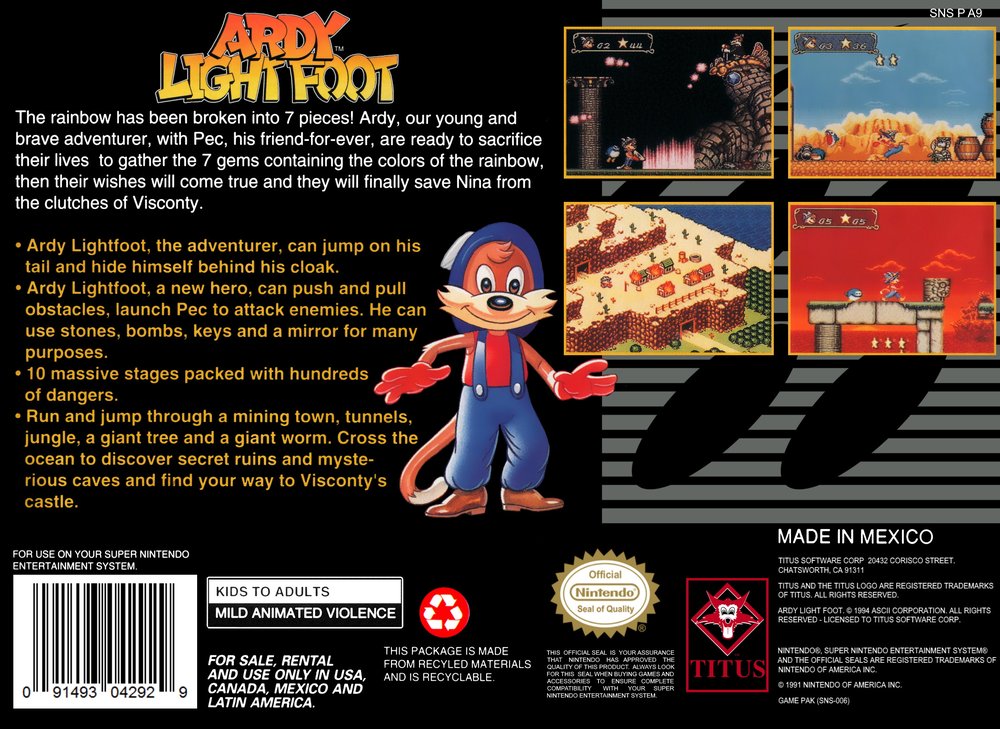 SNS P A9
ARDY
LIGHT FOOT
TM
The rainbow has been broken into 7 pieces! Ardy, our young and
brave adventurer, with Pec, his friend-for-ever, are ready to sacrifice
their lives to gather the 7 gems containing the colors of the rainbow,
then their wishes will come true and they will finally save Nina from
the clutches of Visconty.
• Ardy Lightfoot, the adventurer, can jump on his
tail and hide himself behind his cloak.
• Ardy Lightfoot, a new hero, can push and pull
obstacles, launch Pec to attack enemies. He can
use stones, bombs, keys and a mirror for many
purposes.
• 10 massive stages packed with hundreds
of dangers.
• Run and jump through a mining town, tunnels,
jungle, a giant tree and a giant worm. Cross the
ocean to discover secret ruins and myste-
rious caves and find your way to Visconty's
castle.
G2 ★44
G3 ★36
G5 ★G5
FOR USE ON YOUR SUPER NINTENDO
ENTERTAINMENT SYSTEM.
0 91493 04292 9
KIDS TO ADULTS
MILD ANIMATED VIOLENCE
FOR SALE, RENTAL
AND USE ONLY IN USA,
CANADA, MEXICO AND
LATIN AMERICA.
THIS PACKAGE IS MADE
FROM RECYLED MATERIALS
AND IS RECYCLABLE.
Official
Nintendo
Seal of Quality
®
THIS OFFICIAL SEAL IS YOUR ASSURANCE
THAT NINTENDO HAS APPROVED THE
QUALITY OF THIS PRODUCT. ALWAYS LOOK
FOR THIS SEAL WHEN BUYING GAMES AND
ACCESSORIES TO ENSURE COMPLETE
COMPATIBILITY WITH YOUR SUPER
NINTENDO ENTERTAINMENT SYSTEM.
TITUS
MADE IN MEXICO
TITUS SOFTWARE CORP 20432 CORISCO STREET.
CHATSWORTH, CA 91311
TITUS AND THE TITUS LOGO ARE REGISTERED TRADEMARKS
OF TITUS. ALL RIGHTS RESERVED.
ARDY LIGHT FOOT. © 1994 ASCII CORPORATION. ALL RIGHTS
RESERVED - LICENSED TO TITUS SOFTWARE CORP.
NINTENDO®, SUPER NINTENDO ENTERTAINMENT SYSTEM®
AND THE OFFICIAL SEALS ARE REGISTERED TRADEMARKS OF
NINTENDO OF AMERICA INC.
© 1991 NINTENDO OF AMERICA INC.
GAME PAK (SNS-006)